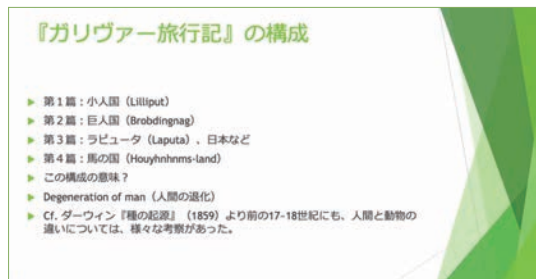 『ガリヴァー旅行記』の構成
第1篇:小人国(Lilliput)
第2篇:巨人国(Brobdingnag)
第3篇:ラピュータ(Laputa)、日本など
第4篇:馬の国(Houyhnhnms-land)
この構成の意味?
Degeneration of man(人間の退化)
Cf. ダーウィン『種の起源』(1859)より前の17-18世紀にも、人間と動物の
違いについては、様々な考察があった。